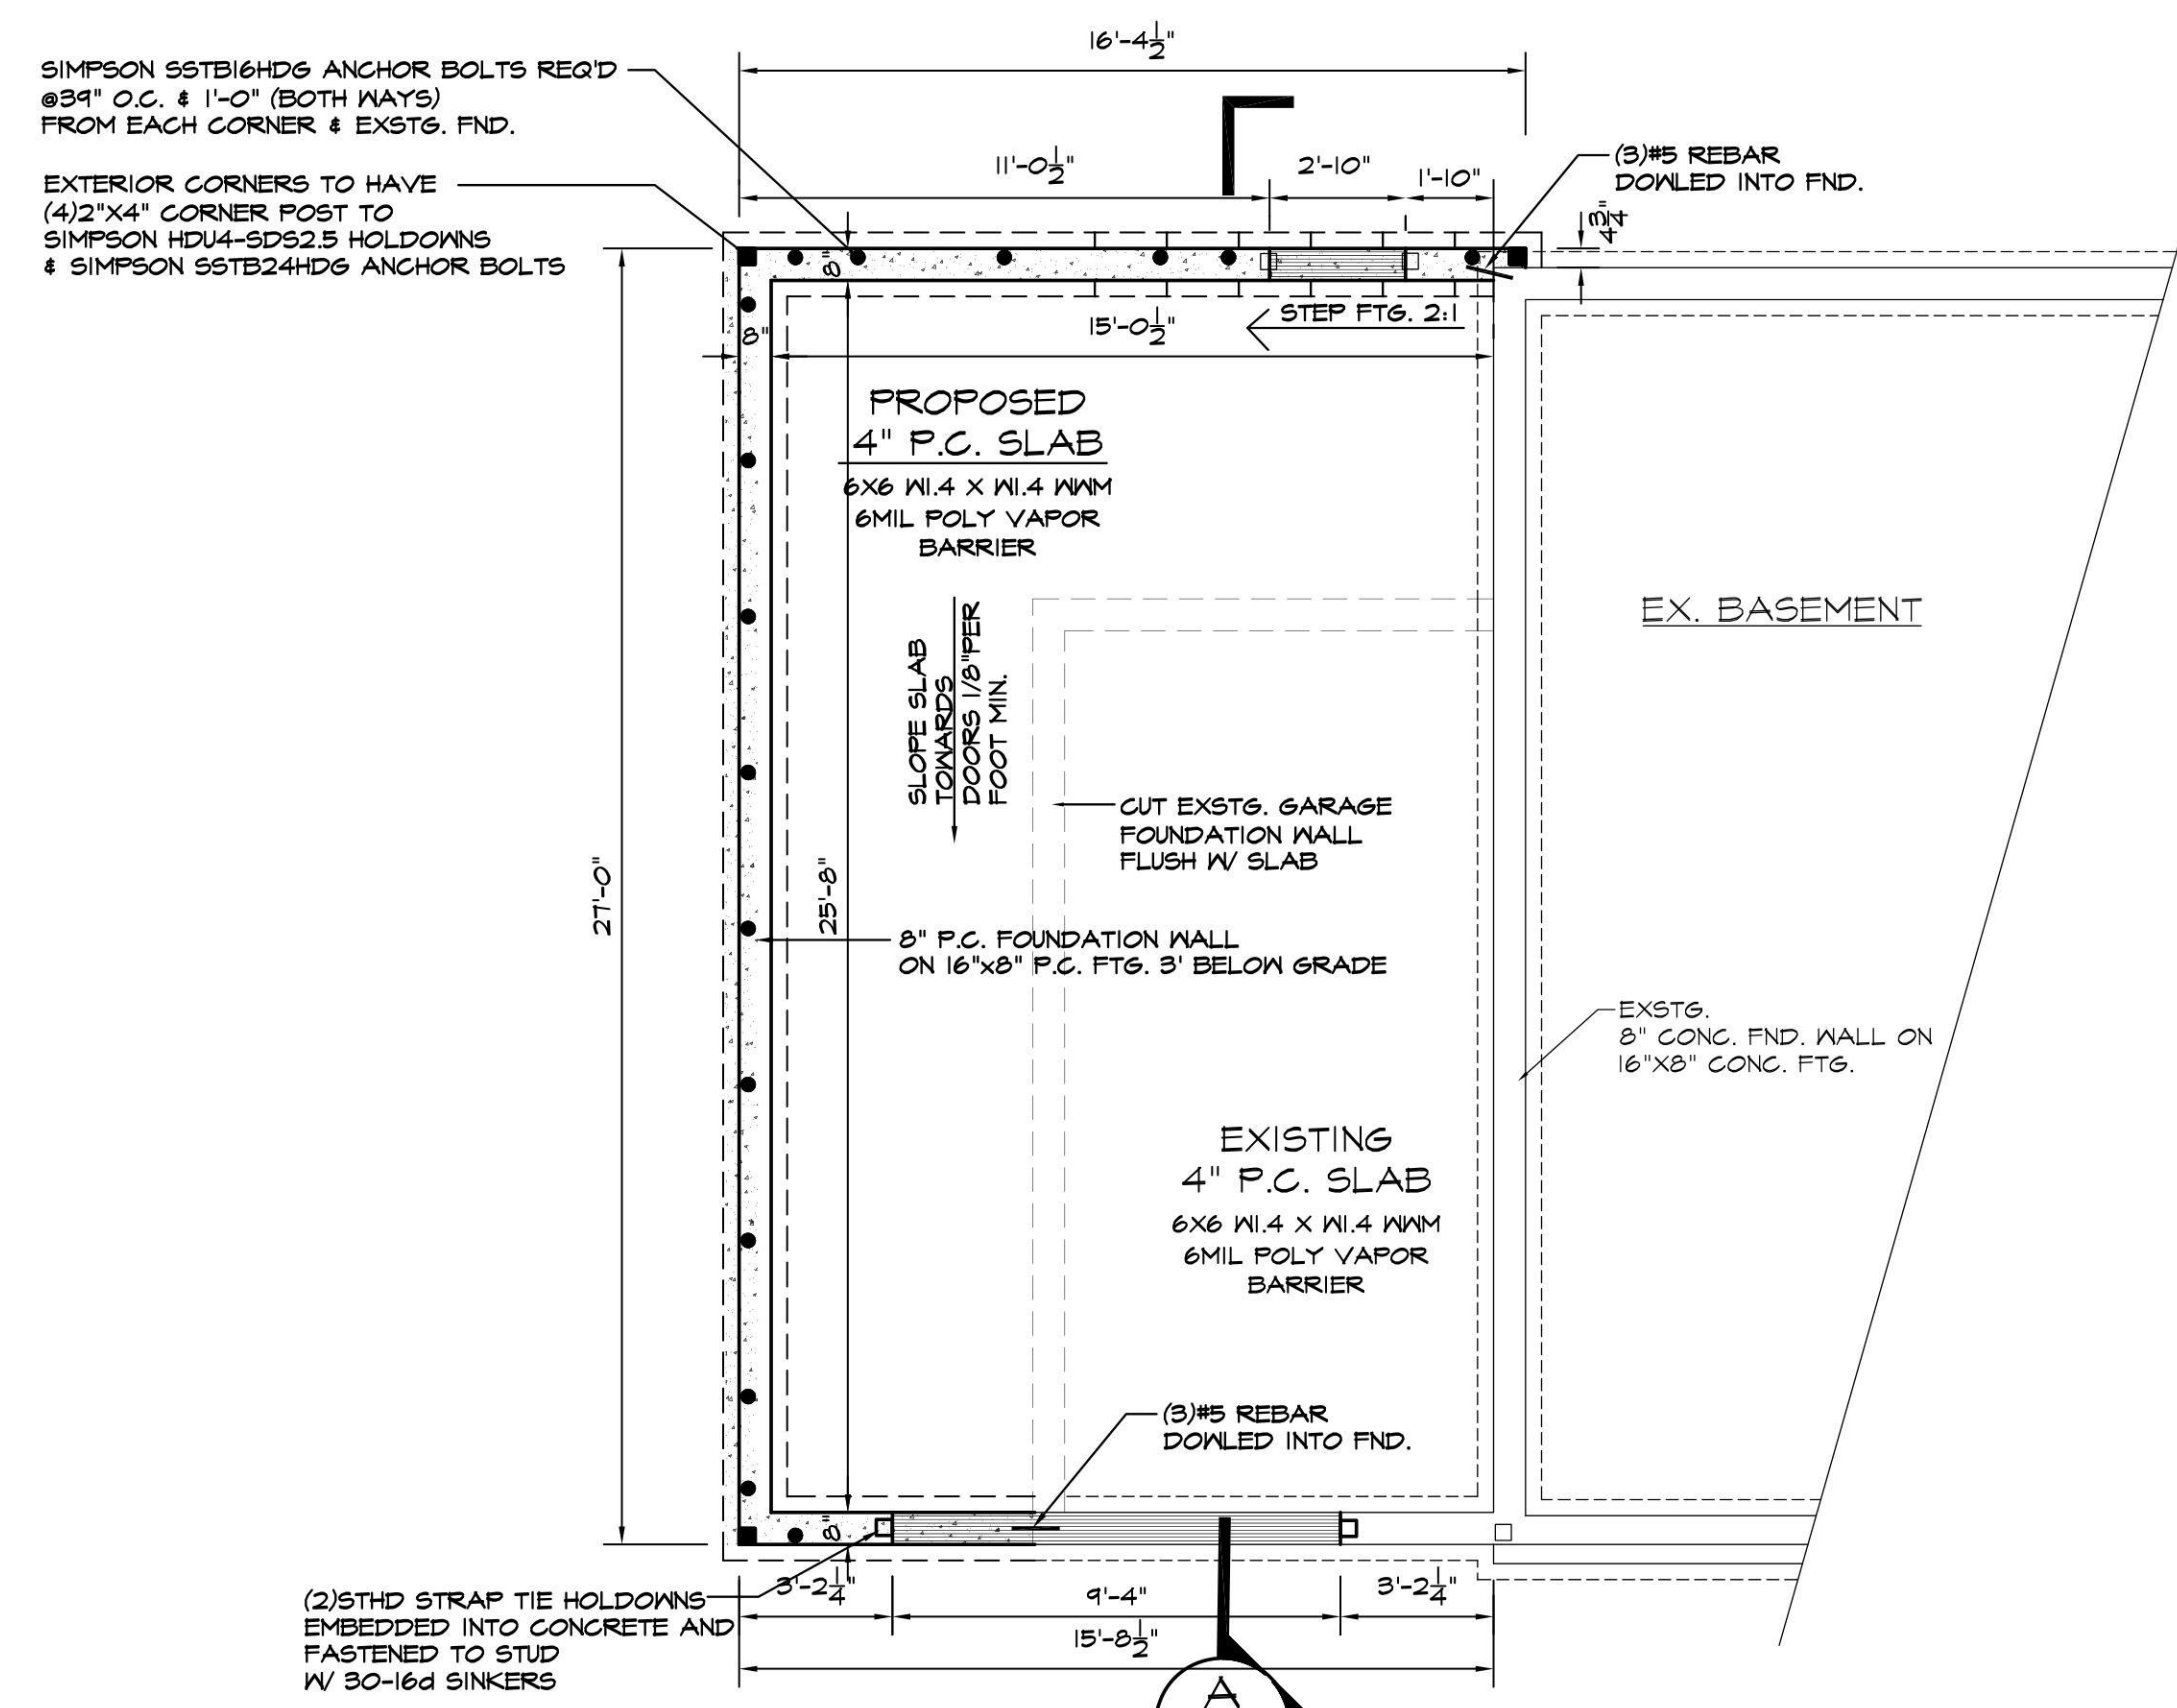 16'-4½"
SIMPSON SSTB16HDG ANCHOR BOLTS REQ'D
@39" O.C. & 1'-0" (BOTH WAYS)
FROM EACH CORNER & EXSTG. FND.
EXTERIOR CORNERS TO HAVE
(4)2"X4" CORNER POST TO
SIMPSON HDU4-SDS2.5 HOLDOWNS
& SIMPSON SSTB24HDG ANCHOR BOLTS
11'-0½"
2'-10"
1'-10"
(3)#5 REBAR
DOWLED INTO FND.
4¾"
8"
8"
15'-0½"
STEP FTG. 2:1
PROPOSED
4" P.C. SLAB
6X6 W1.4 X W1.4 WWM
6MIL POLY VAPOR
BARRIER
SLOPE SLAB
TOWARDS
DOORS 1/8"PER
FOOT MIN.
EX. BASEMENT
CUT EXSTG. GARAGE
FOUNDATION WALL
FLUSH W/ SLAB
27'-0"
25'-8"
8" P.C. FOUNDATION WALL
ON 16"x8" P.C. FTG. 3' BELOW GRADE
EXSTG.
8" CONC. FND. WALL ON
16"X8" CONC. FTG.
EXISTING
4" P.C. SLAB
6X6 W1.4 X W1.4 WWM
6MIL POLY VAPOR
BARRIER
(3)#5 REBAR
DOWLED INTO FND.
8"
(2)STHD STRAP TIE HOLDOWNS
EMBEDDED INTO CONCRETE AND
FASTENED TO STUD
W/ 30-16d SINKERS
3'-2¼"
9'-4"
3'-2¼"
15'-8½"
A